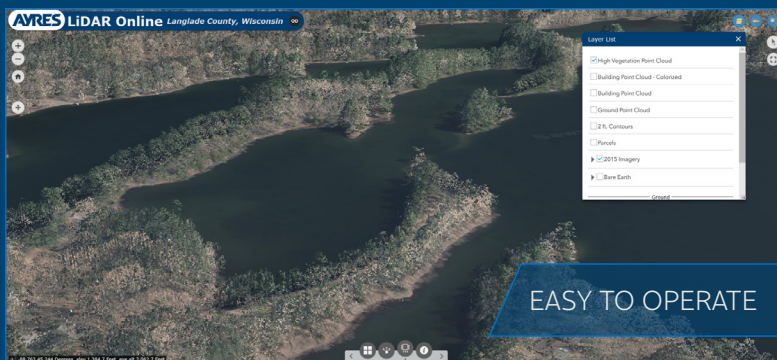 AYRES LiDAR Online Langlade County, Wisconsin
Layer List
High Vegetation Point Cloud
Building Point Cloud - Colorized
Building Point Cloud
Ground Point Cloud
2 ft. Contours
Parcels
2015 Imagery
Bare Earth
Ground
EASY TO OPERATE